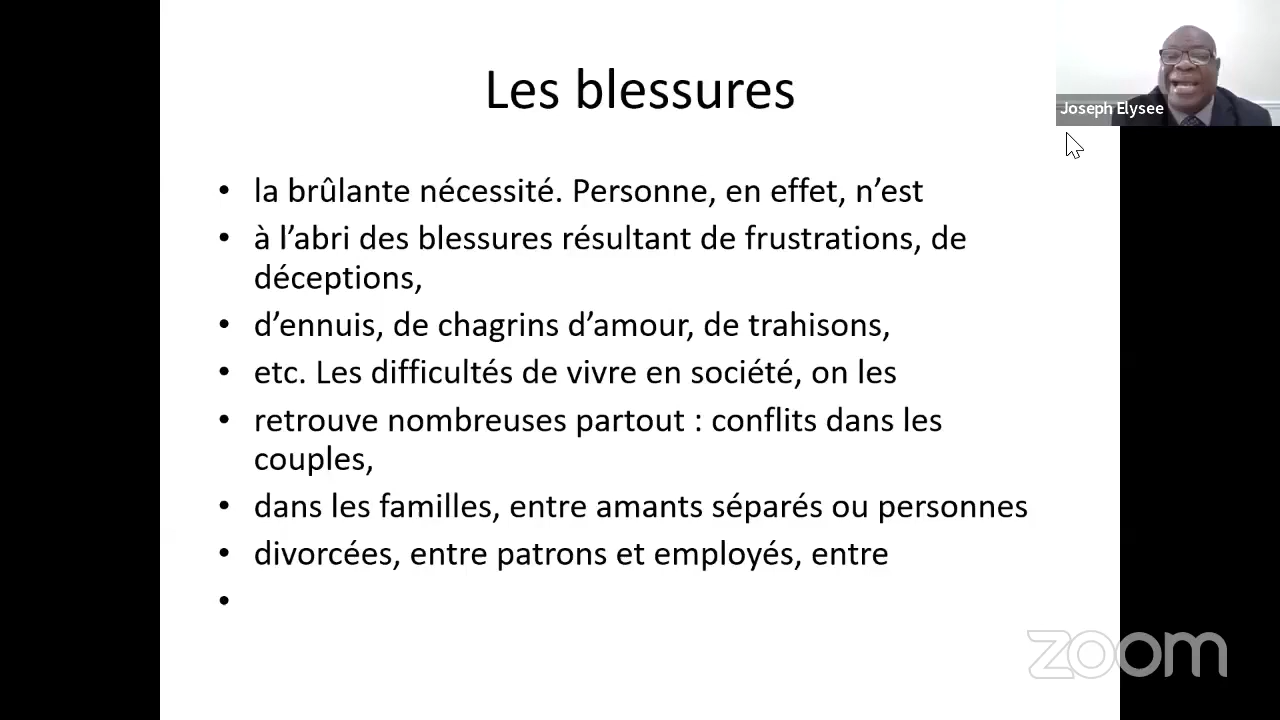 Les blessures
Joseph Elysee
• la brûlante nécessité. Personne, en effet, n’est
• à l’abri des blessures résultant de frustrations, de
déceptions,
• d’ennuis, de chagrins d’amour, de trahisons,
• etc. Les difficultés de vivre en société, on les
• retrouve nombreuses partout : conflits dans les
couples,
• dans les familles, entre amants séparés ou personnes
• divorcées, entre patrons et employés, entre
•
zoom